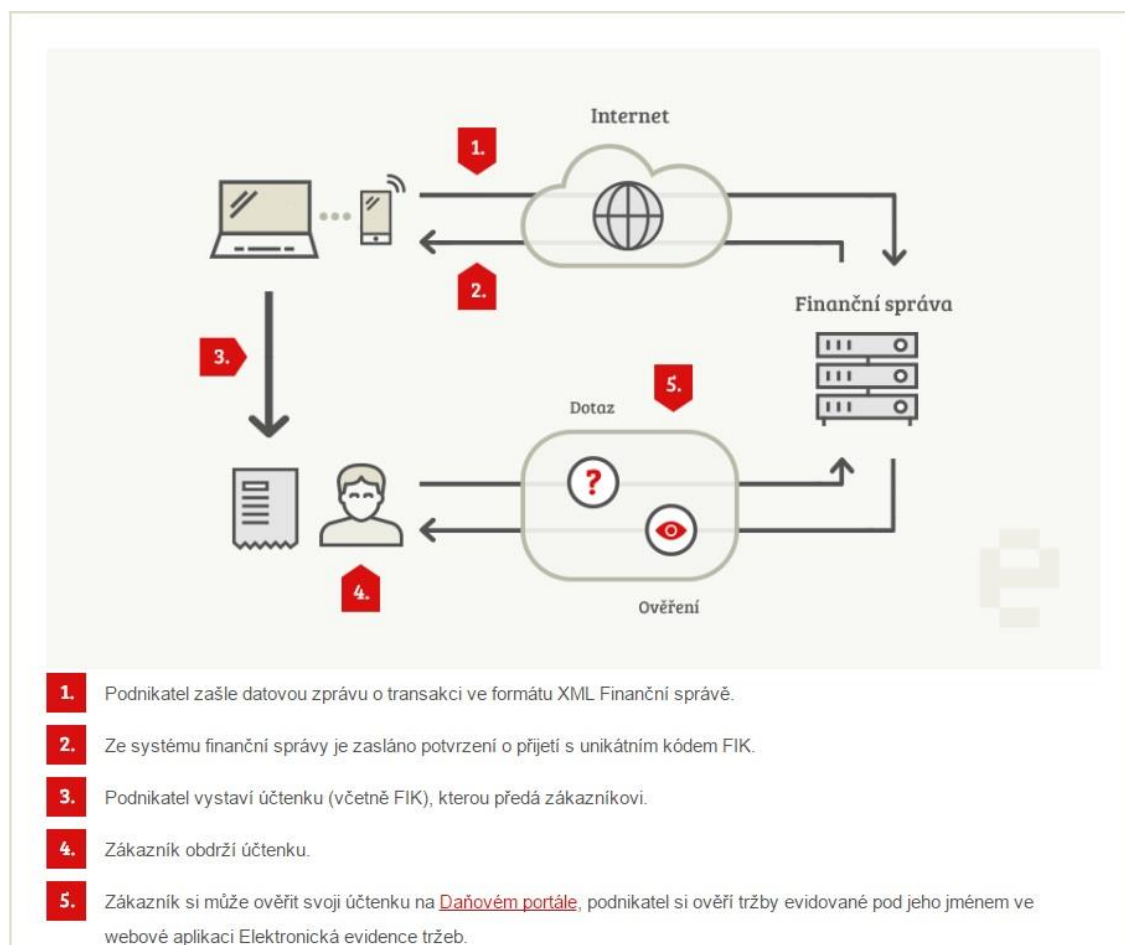 Internet
1.
2.
Finanční správa
3.
5.
Dotaz
?
4.
Ověření
1. Podnikatel zašle datovou zprávu o transakci ve formátu XML Finanční správě.
2. Ze systému finanční správy je zasláno potvrzení o přijetí s unikátním kódem FIK.
3. Podnikatel vystaví účtenku (včetně FIK), kterou předá zákazníkovi.
4. Zákazník obdrží účtenku.
5. Zákazník si může ověřit svoji účtenku na Daňovém portále, podnikatel si ověří tržby evidované pod jeho jménem ve
webové aplikaci Elektronická evidence tržeb.